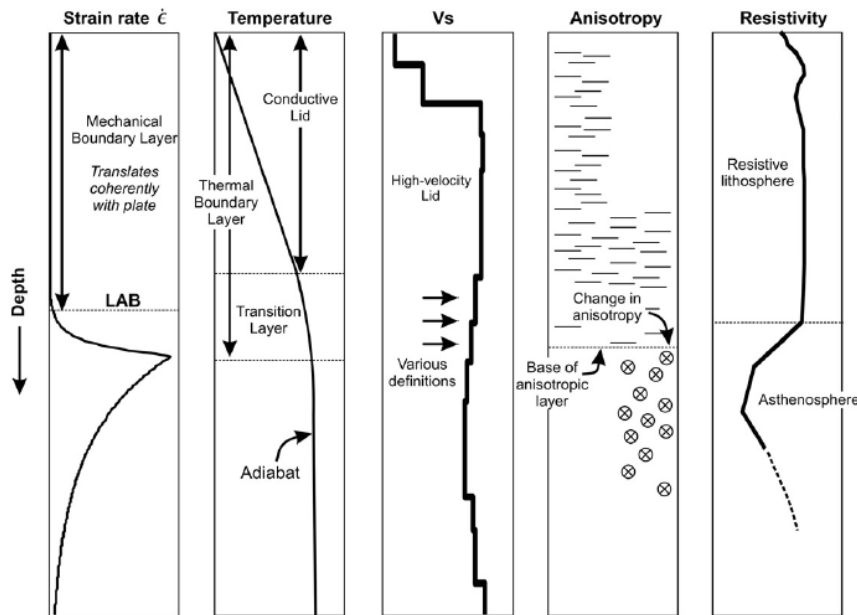 Strain rate ε̇
Temperature
Vs
Anisotropy
Resistivity
Depth
Mechanical
Boundary Layer
Translates
coherently
with plate
LAB
Conductive
Lid
Thermal
Boundary
Layer
Transition
Layer
Adiabat
High-velocity
Lid
Various
definitions
Change in
anisotropy
Base of
anisotropic
layer
Resistive
lithosphere
Asthenosphere